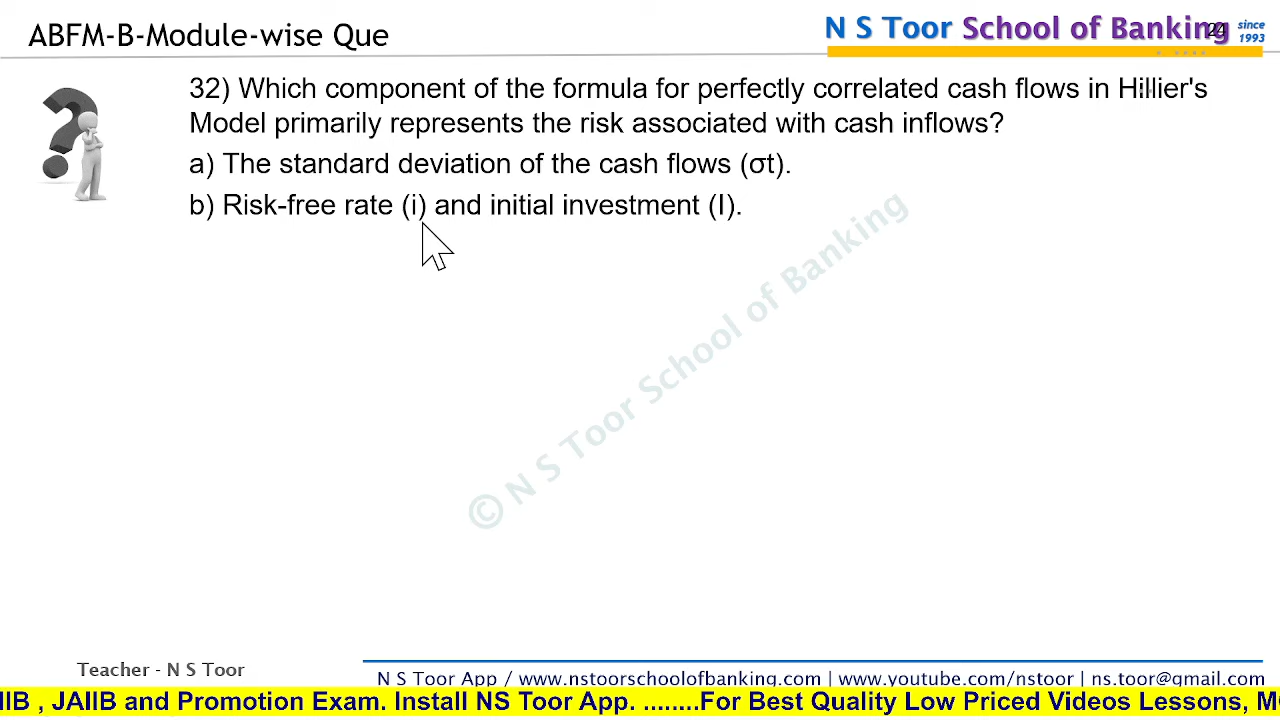 ABFM-B-Module-wise Que
N S Toor School of Banking
24
since
1993
32) Which component of the formula for perfectly correlated cash flows in Hillier's
Model primarily represents the risk associated with cash inflows?
a) The standard deviation of the cash flows (σt).
b) Risk-free rate (i) and initial investment (I).
© N S Toor School of Banking
Teacher - N S Toor
N S Toor App / www.nstoorschoolofbanking.com | www.youtube.com/nstoor | ns.toor@gmail.com
IIB , JAIIB and Promotion Exam. Install NS Toor App. ........For Best Quality Low Priced Videos Lessons, M